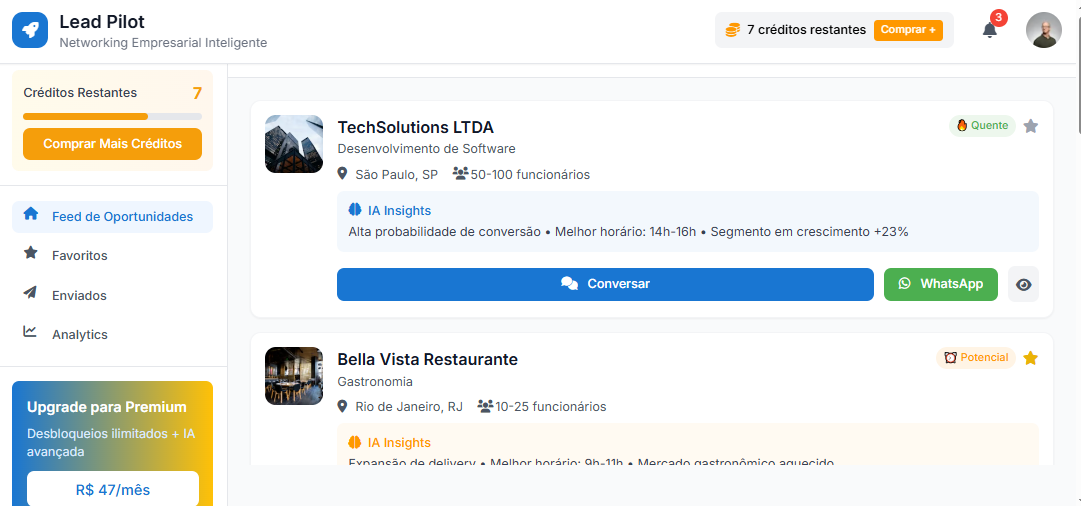 Lead Pilot
Networking Empresarial Inteligente
7 créditos restantes
Comprar +
3
Créditos Restantes
7
Comprar Mais Créditos
Feed de Oportunidades
Favoritos
Enviados
Analytics
Upgrade para Premium
Desbloqueios ilimitados + IA
avançada
R$ 47/mês
TechSolutions LTDA
Quente
Desenvolvimento de Software
São Paulo, SP
50-100 funcionários
IA Insights
Alta probabilidade de conversão • Melhor horário: 14h-16h • Segmento em crescimento +23%
Conversar
WhatsApp
Bella Vista Restaurante
Potencial
Gastronomia
Rio de Janeiro, RJ
10-25 funcionários
IA Insights
Expansão de delivery • Melhor horário: 9h-11h • Mercado gastronômico aquecido